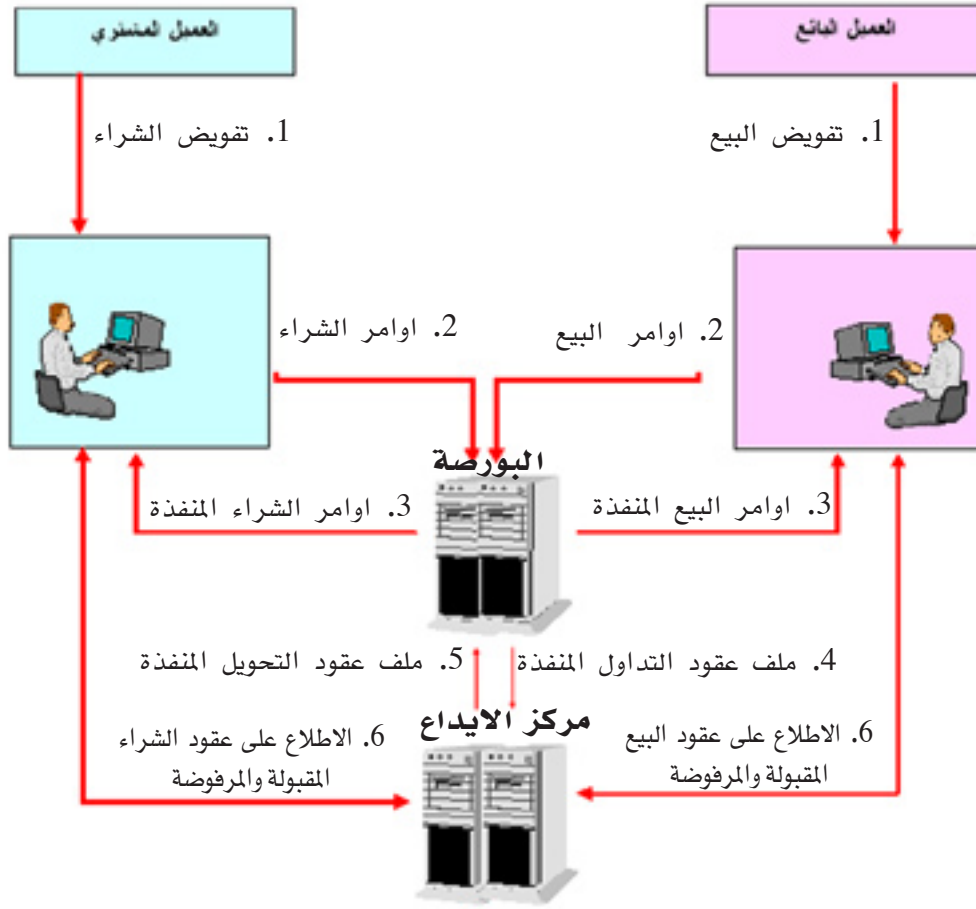 العميل البائع
العميل المشتري
1. تفويض البيع
1. تفويض الشراء
2. اوامر البيع
2. اوامر الشراء
البورصة
3. اوامر البيع المنفذة
3. اوامر الشراء المنفذة
4. ملف عقود التداول المنفذة
5. ملف عقود التحويل المنفذة
مركز الايداع
6. الاطلاع على عقود البيع
المقبولة والمرفوضة
6. الاطلاع على عقود الشراء
المقبولة والمرفوضة